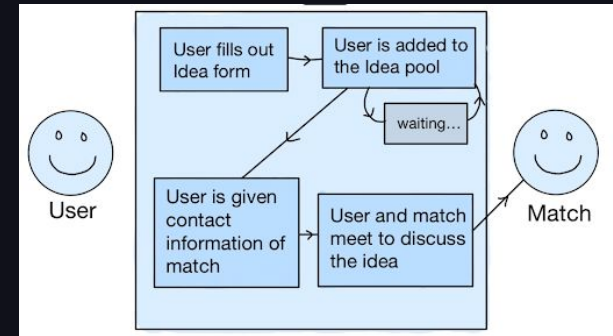 User fills out
Idea form
User is added to
the Idea pool
waiting...
User
Match
User is given
contact
information of
match
User and match
meet to discuss
the idea